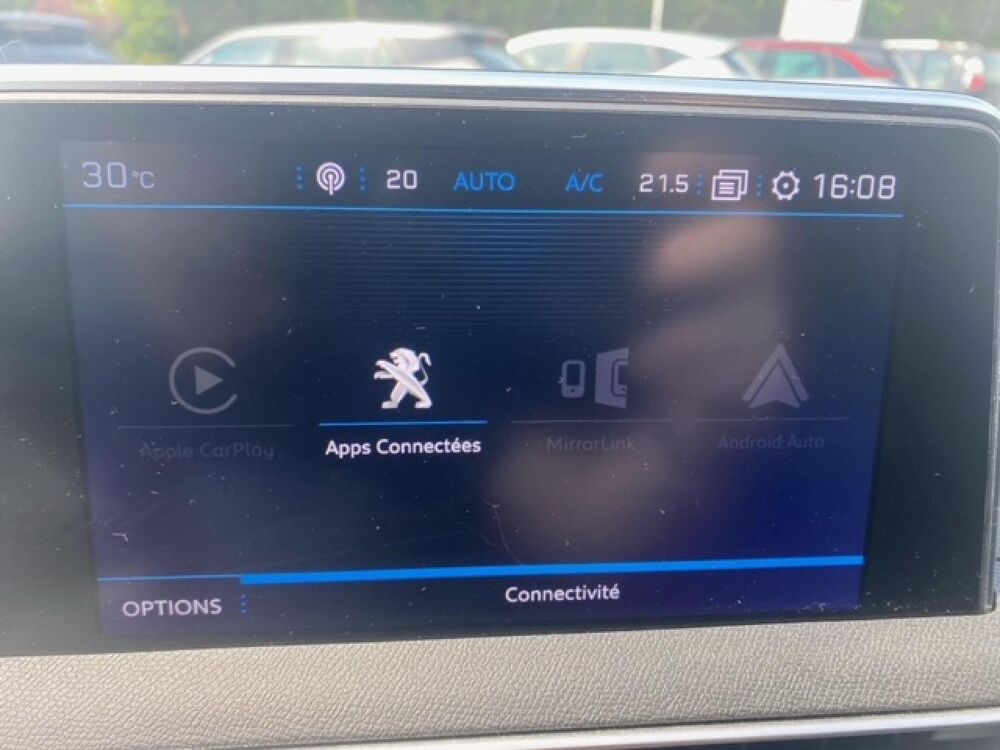 30°C 20 AUTO A/C 21.5 16:08
Apple CarPlay Apps Connectées MirrorLink Android Auto
OPTIONS Connectivité